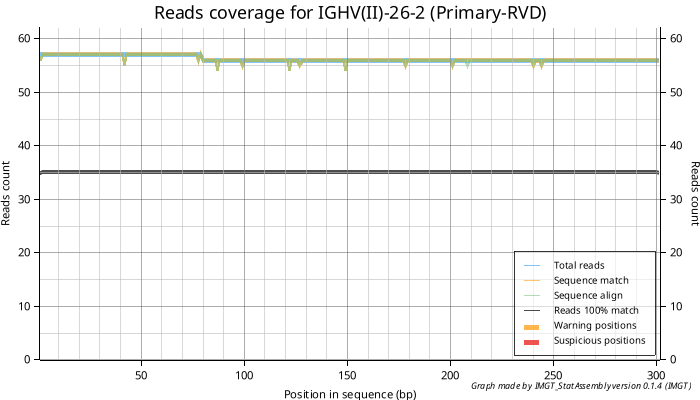 Reads coverage for IGHV(II)-26-2 (Primary-RVD)
60 60
50 50
40 40
30 30
20 20
10 10
0 0
Reads count
Reads count
Total reads
Sequence match
Sequence align
Reads 100% match
Warning positions
Suspicious positions
50 100 150 200 250 300
Position in sequence (bp)
Graph made by IMGT_StatAssembly version 0.1.4 (IMGT)